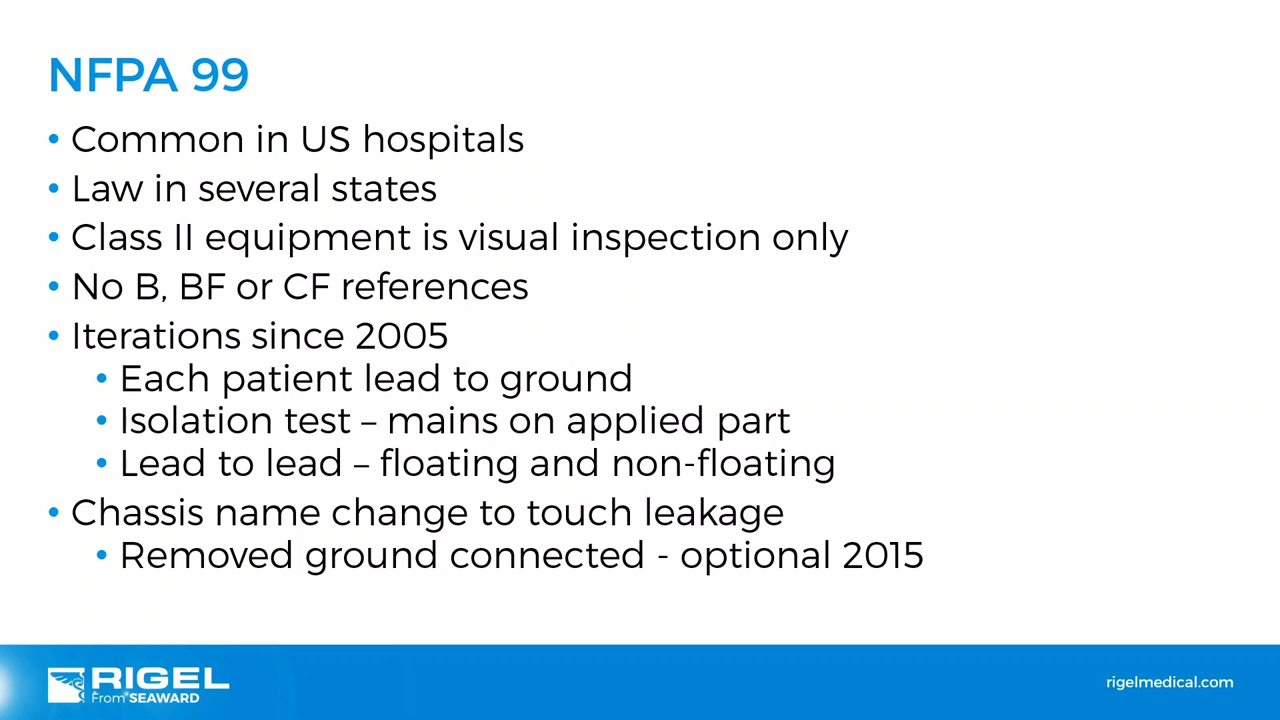 NFPA 99
• Common in US hospitals
• Law in several states
• Class II equipment is visual inspection only
• No B, BF or CF references
• Iterations since 2005
• Each patient lead to ground
• Isolation test – mains on applied part
• Lead to lead – floating and non-floating
• Chassis name change to touch leakage
• Removed ground connected - optional 2015
RIGEL
From SEAWARD
rigelmedical.com